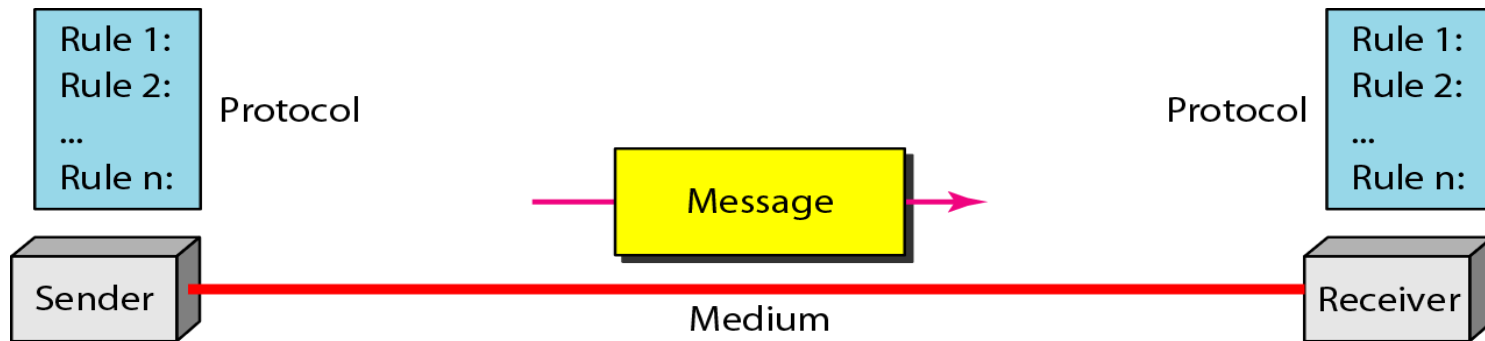 Rule 1:
Rule 2:
...
Rule n:
Protocol
Protocol
Rule 1:
Rule 2:
...
Rule n:
Message
Sender
Medium
Receiver